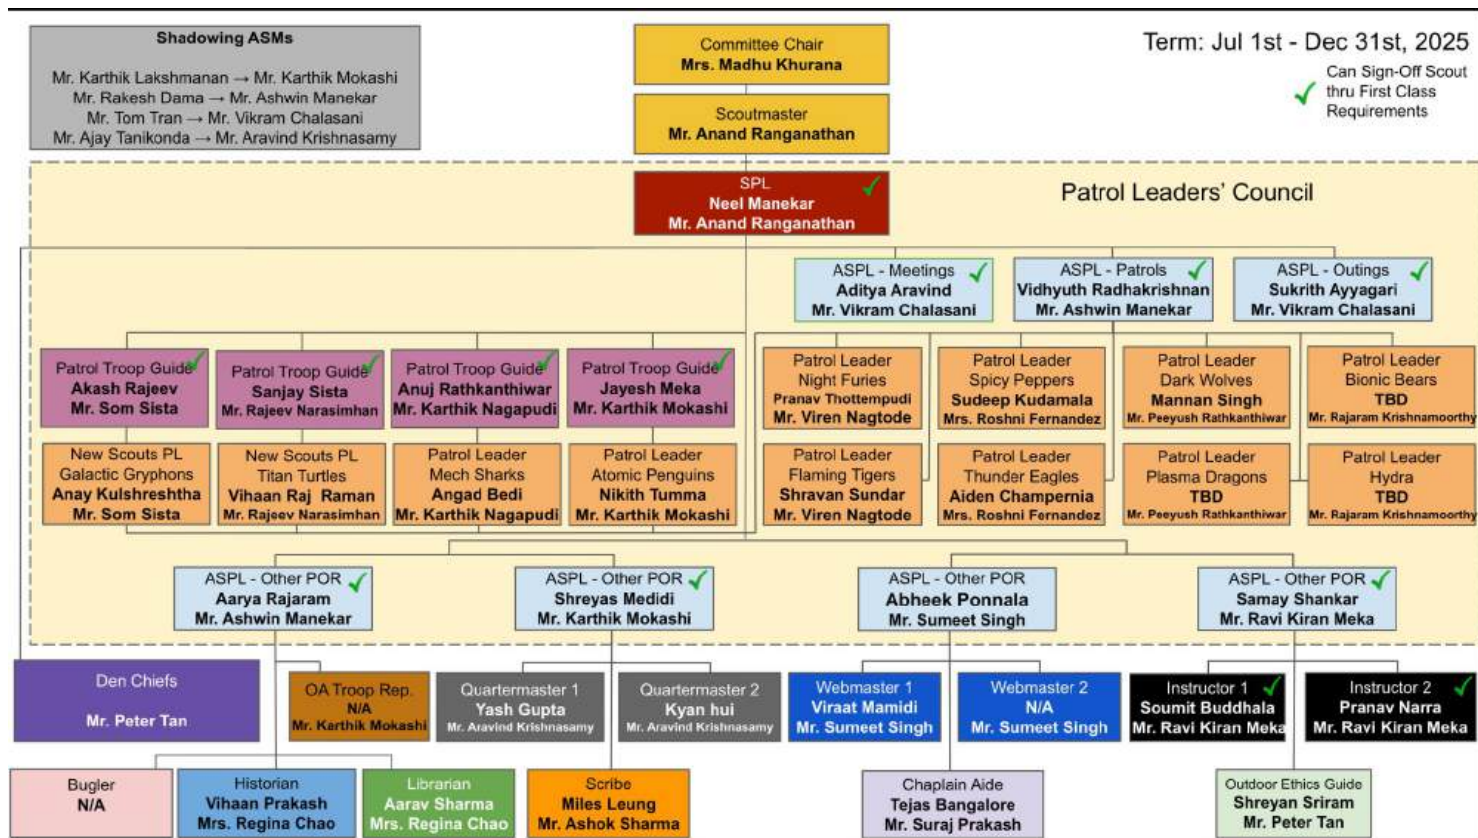 Shadowing ASMs
Mr. Karthik Lakshmanan → Mr. Karthik Mokashi
Mr. Rakesh Dama → Mr. Ashwin Manekar
Mr. Tom Tran → Mr. Vikram Chalasani
Mr. Ajay Tanikonda → Mr. Aravind Krishnasamy
Committee Chair
Mrs. Madhu Khurana
Scoutmaster
Mr. Anand Ranganathan
Term: Jul 1st - Dec 31st, 2025
Can Sign-Off Scout
thru First Class
Requirements
SPL
Neel Manekar
Mr. Anand Ranganathan
Patrol Leaders' Council
ASPL - Meetings
Aditya Aravind
Mr. Vikram Chalasani
ASPL - Patrols
Vidhyuth Radhakrishnan
Mr. Ashwin Manekar
ASPL - Outings
Sukrith Ayyagari
Mr. Vikram Chalasani
Patrol Troop Guide
Akash Rajeev
Mr. Som Sista
Patrol Troop Guide
Sanjay Sista
Mr. Rajeev Narasimhan
Patrol Troop Guide
Anuj Rathkanthiwar
Mr. Karthik Nagapudi
Patrol Troop Guide
Jayesh Meka
Mr. Karthik Mokashi
Patrol Leader
Night Furies
Pranav Thottempudi
Mr. Viren Nagtode
Patrol Leader
Spicy Peppers
Sudeep Kudamala
Mrs. Roshni Fernandez
Patrol Leader
Dark Wolves
Mannan Singh
Mr. Peeyush Rathkanthiwar
Patrol Leader
Bionic Bears
TBD
Mr. Rajaram Krishnamoorthy
New Scouts PL
Galactic Gryphons
Anay Kulshreshtha
Mr. Som Sista
New Scouts PL
Titan Turtles
Vihaan Raj Raman
Mr. Rajeev Narasimhan
Patrol Leader
Mech Sharks
Angad Bedi
Mr. Karthik Nagapudi
Patrol Leader
Atomic Penguins
Nikith Tumma
Mr. Karthik Mokashi
Patrol Leader
Flaming Tigers
Shravan Sundar
Mr. Viren Nagtode
Patrol Leader
Thunder Eagles
Aiden Champernia
Mrs. Roshni Fernandez
Patrol Leader
Plasma Dragons
TBD
Mr. Peeyush Rathkanthiwar
Patrol Leader
Hydra
TBD
Mr. Rajaram Krishnamoorthy
ASPL - Other POR
Aarya Rajaram
Mr. Ashwin Manekar
ASPL - Other POR
Shreyas Medidi
Mr. Karthik Mokashi
ASPL - Other POR
Abheek Ponnala
Mr. Sumeet Singh
ASPL - Other POR
Samay Shankar
Mr. Ravi Kiran Meka
Den Chiefs
Mr. Peter Tan
OA Troop Rep.
N/A
Mr. Karthik Mokashi
Quartermaster 1
Yash Gupta
Mr. Aravind Krishnasamy
Quartermaster 2
Kyan hui
Mr. Aravind Krishnasamy
Webmaster 1
Viraat Mamidi
Mr. Sumeet Singh
Webmaster 2
N/A
Mr. Sumeet Singh
Instructor 1
Soumit Buddhala
Mr. Ravi Kiran Meka
Instructor 2
Pranav Narra
Mr. Ravi Kiran Meka
Bugler
N/A
Historian
Vihaan Prakash
Mrs. Regina Chao
Librarian
Aarav Sharma
Mrs. Regina Chao
Scribe
Miles Leung
Mr. Ashok Sharma
Chaplain Aide
Tejas Bangalore
Mr. Suraj Prakash
Outdoor Ethics Guide
Shreyan Sriram
Mr. Peter Tan